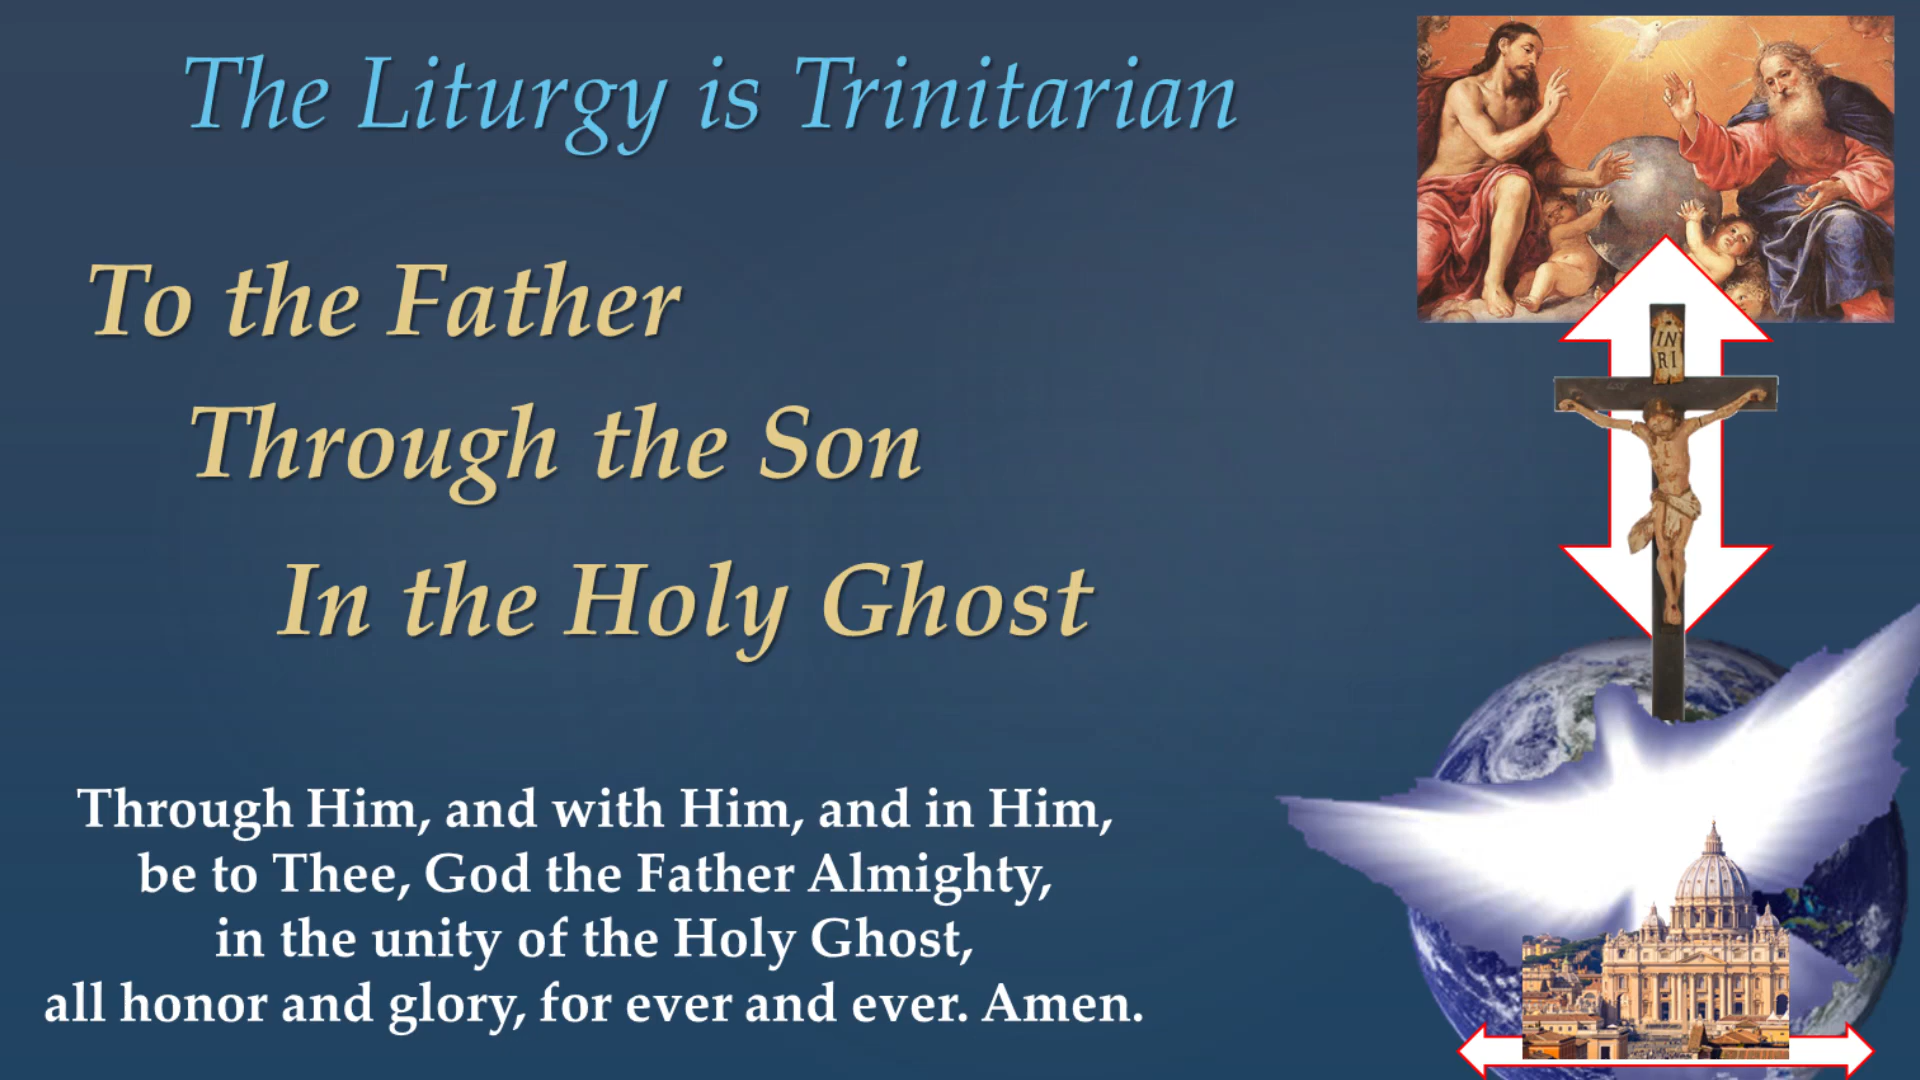 The Liturgy is Trinitarian
To the Father
Through the Son
In the Holy Ghost
Through Him, and with Him, and in Him,
be to Thee, God the Father Almighty,
in the unity of the Holy Ghost,
all honor and glory, for ever and ever. Amen.
IN
RI